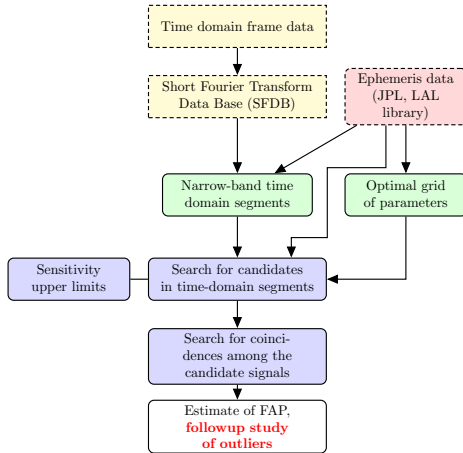 Time domain frame data
Short Fourier Transform
Data Base (SFDB)
Ephemeris data
(JPL, LAL
library)
Narrow-band time
domain segments
Optimal grid
of parameters
Sensitivity
upper limits
Search for candidates
in time-domain segments
Search for coinci-
dences among the
candidate signals
Estimate of FAP,
followup study
of outliers